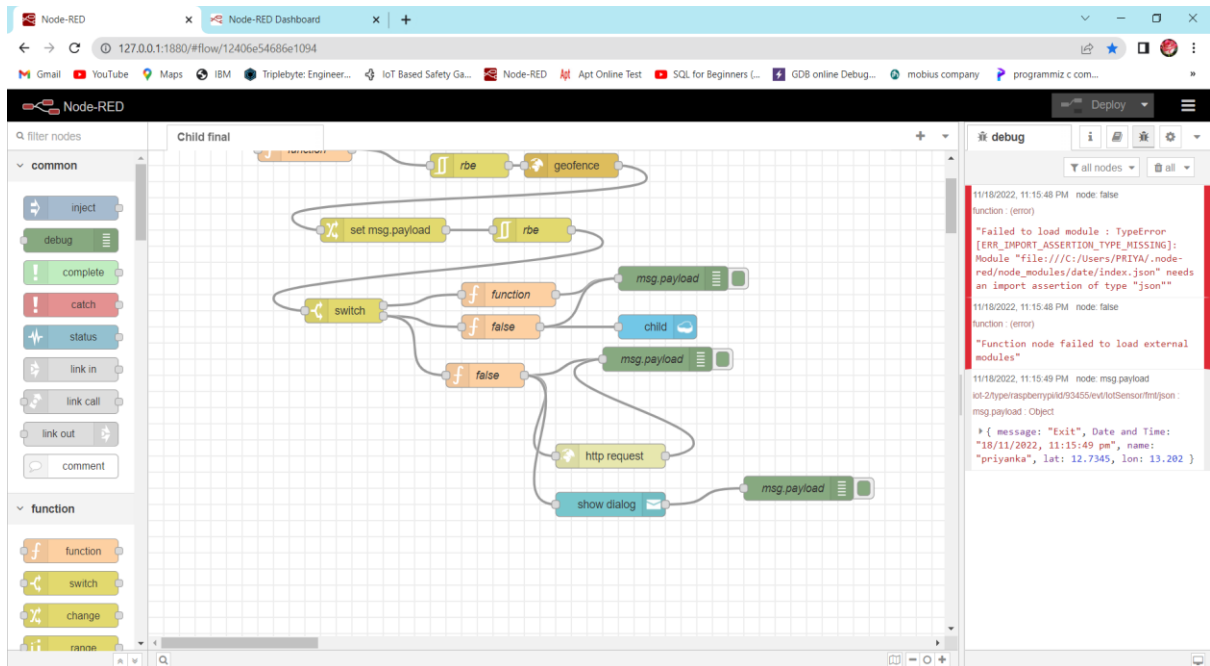 Node-RED
Node-RED Dashboard
127.0.0.1:1880/#flow/12406e54686e1094
Gmail
YouTube
Maps
IBM
Triplebyte: Engineer...
IoT Based Safety Ga...
Node-RED
Apt Online Test
SQL for Beginners (...
GDB online Debug...
mobius company
programmiz c com...
»
Node-RED
Deploy
filter nodes
Child final
debug
common
all nodes
all
inject
debug
complete
catch
status
link in
link call
link out
comment
function
function
switch
change
range
function
rbe
geofence
set msg.payload
rbe
switch
function
msg.payload
false
child
msg.payload
false
http request
show dialog
msg.payload
11/18/2022, 11:15:48 PM node: false
function : (error)
"Failed to load module : TypeError
[ERR_IMPORT_ASSERTION_TYPE_MISSING]:
Module "file:///C:/Users/PRIYA/.node-
red/node_modules/date/index.json" needs
an import assertion of type "json""
11/18/2022, 11:15:48 PM node: false
function : (error)
"Function node failed to load external
modules"
11/18/2022, 11:15:49 PM node: msg.payload
iot-2/type/raspberrypi/id/93455/evt/IotSensor/fmt/json :
msg.payload : Object
{ message: "Exit", Date and Time:
"18/11/2022, 11:15:49 pm", name:
"priyanka", lat: 12.7345, lon: 13.202 }